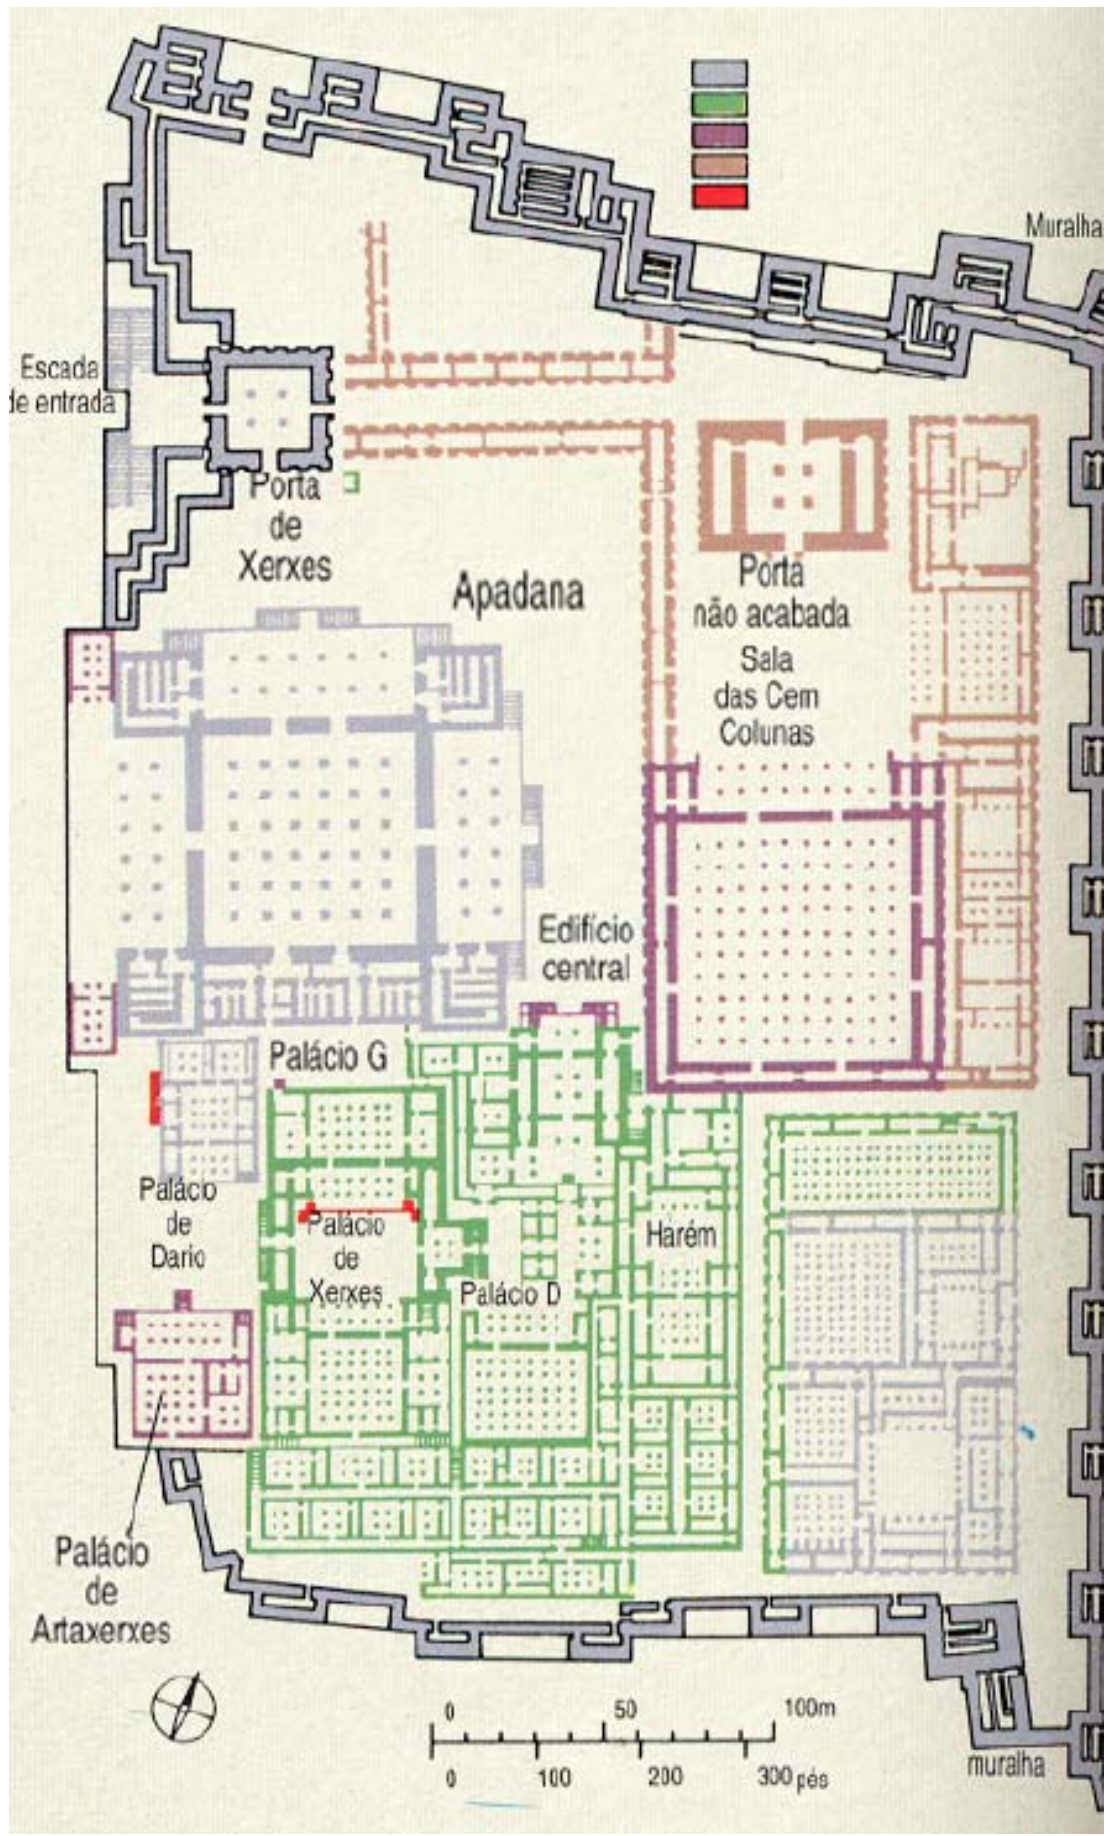 Muralha
Escada
de entrada
Porta
de
Xerxes
Apadana
Porta
não acabada
Sala
das Cem
Colunas
Edifício
central
Palácio G
Palácio
de
Dario
Palácio
de
Xerxes
Palácio D
Harém
Palácio
de
Artaxerxes
0 50 100m
0 100 200 300 pés
muralha